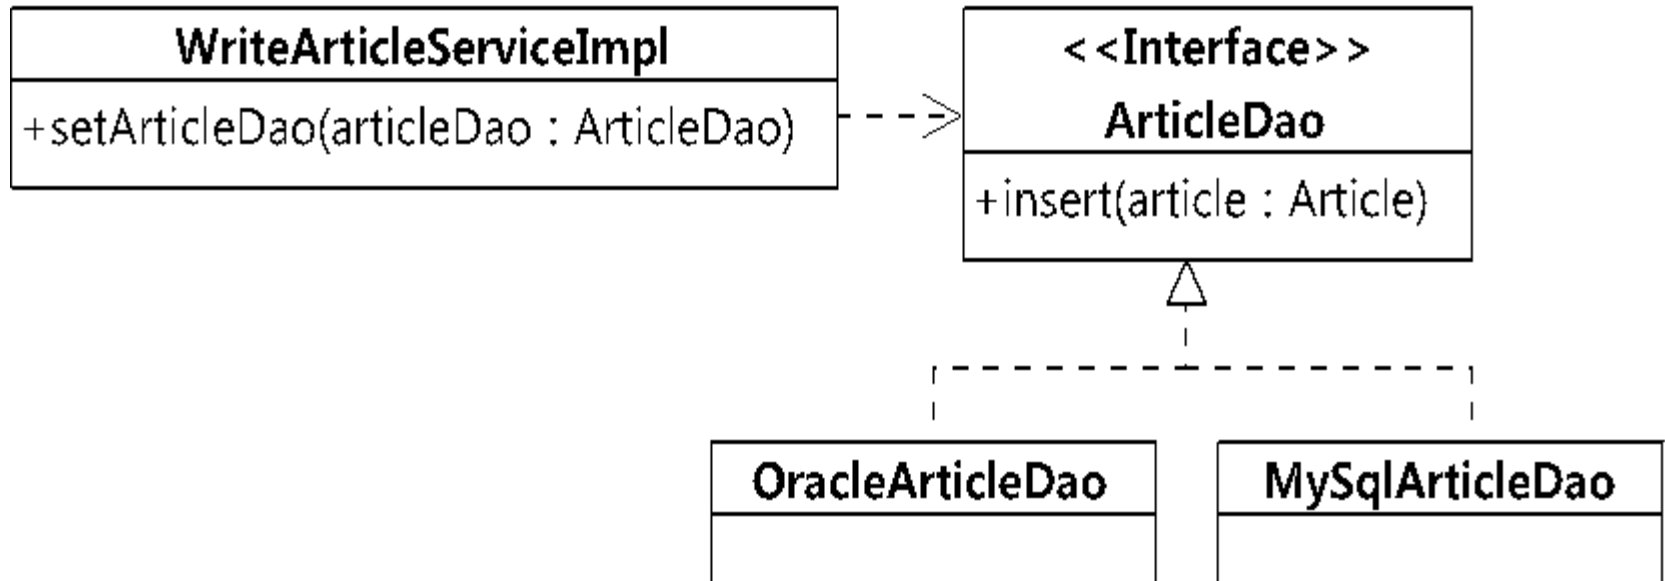 WriteArticleServiceImpl
+setArticleDao(articleDao : ArticleDao)
<<Interface>>
ArticleDao
+insert(article : Article)
OracleArticleDao
MySqlArticleDao